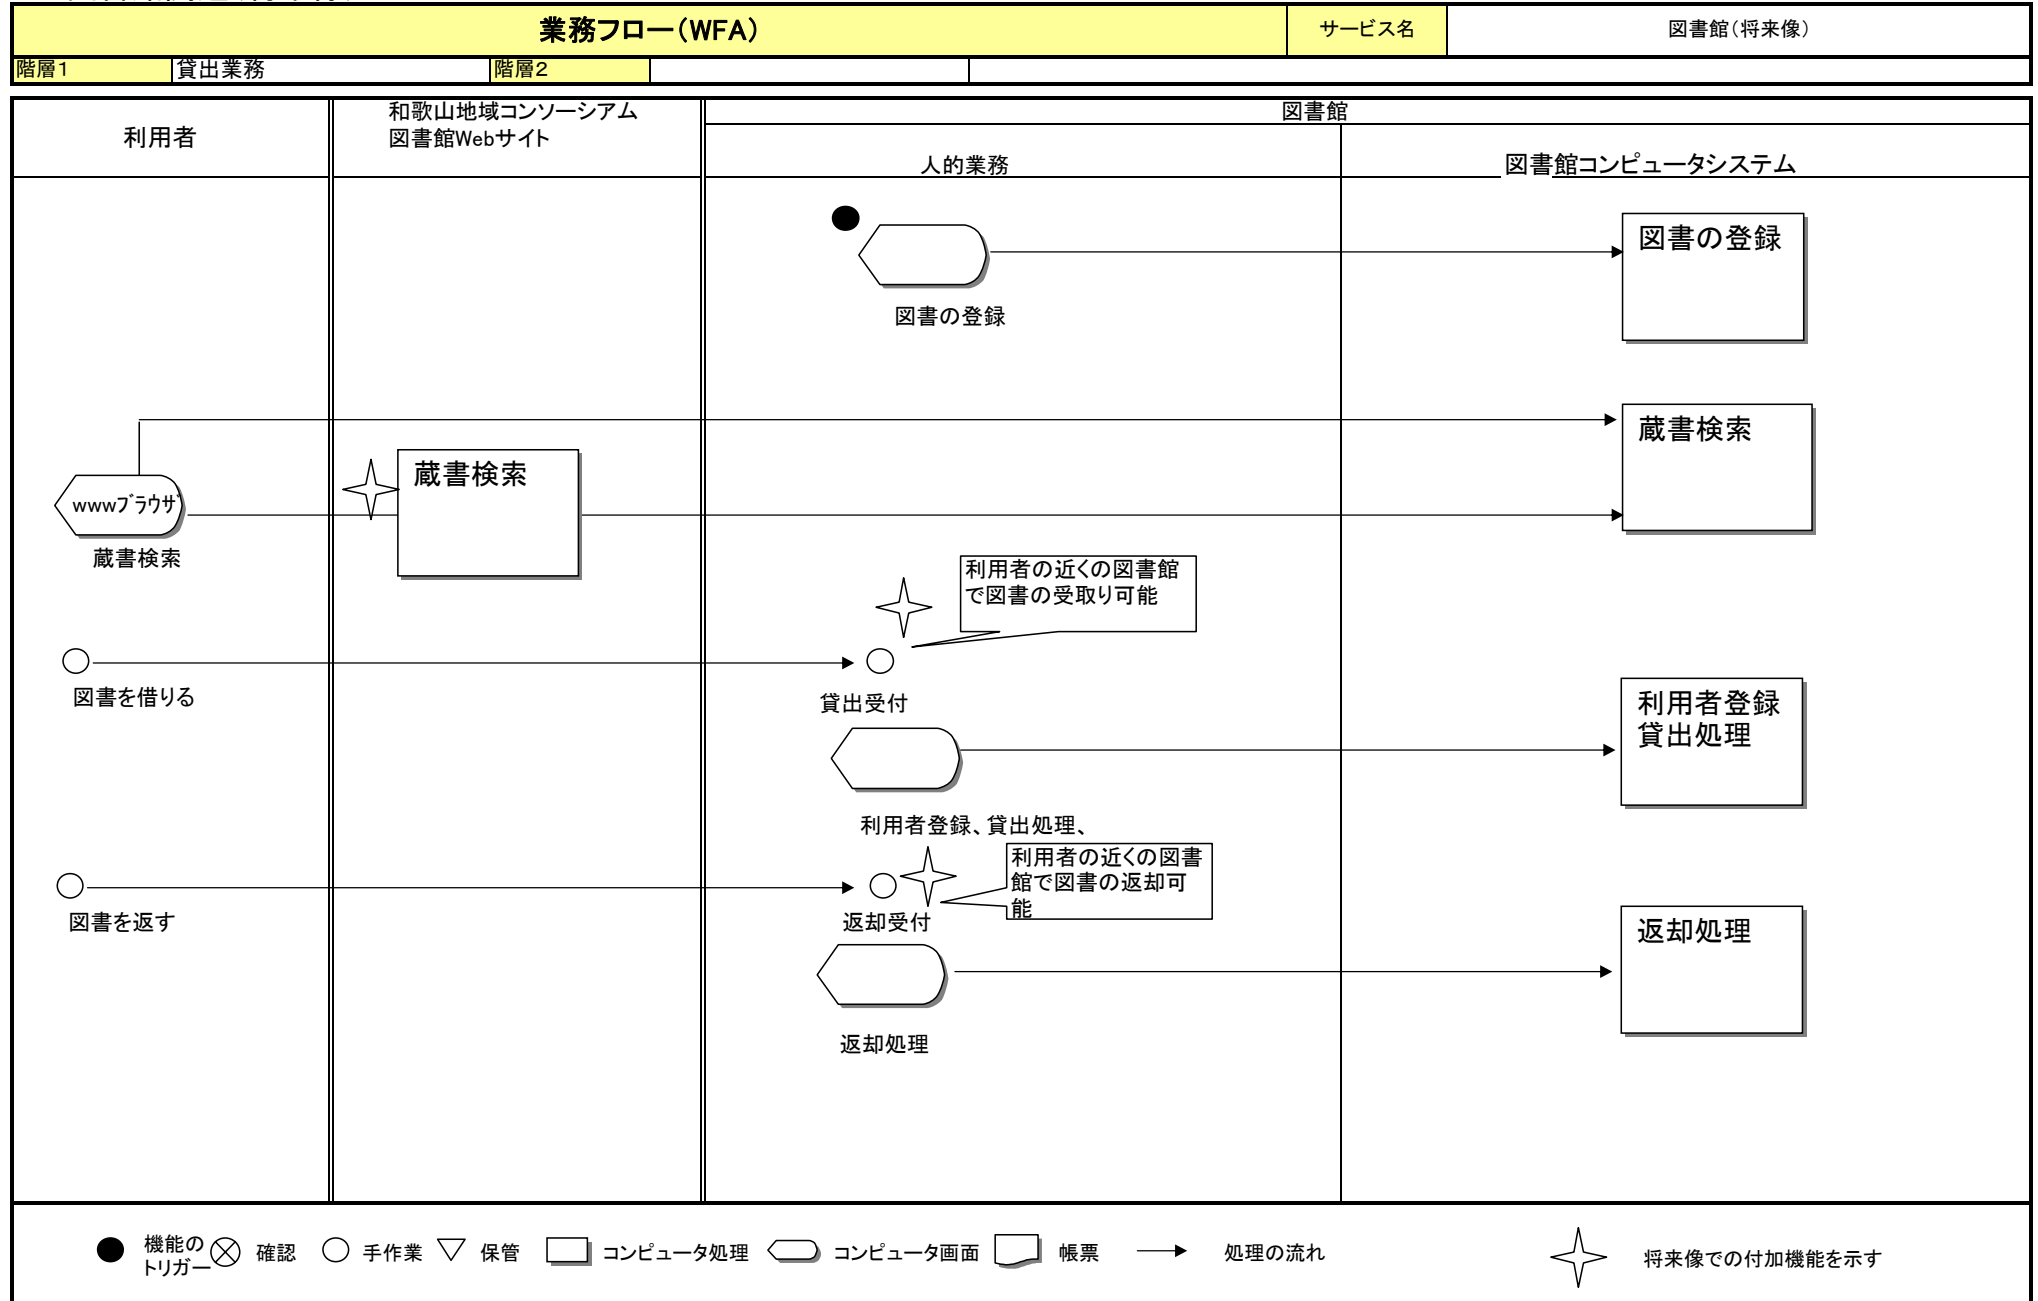 業務フロー(WFA)
サービス名
図書館(将来像)
階層1
貸出業務
階層2
利用者
和歌山地域コンソーシアム
図書館Webサイト
図書館
人的業務
図書館コンピュータシステム
図書の登録
図書の登録
蔵書検索
蔵書検索
wwwブラウザ
蔵書検索
利用者の近くの図書館
で図書の受取り可能
図書を借りる
貸出受付
利用者登録
貸出処理
利用者登録、貸出処理、
利用者の近くの図書
館で図書の返却可
能
図書を返す
返却受付
返却処理
返却処理
機能の
トリガー
確認
手作業
保管
コンピュータ処理
コンピュータ画面
帳票
処理の流れ
将来像での付加機能を示す